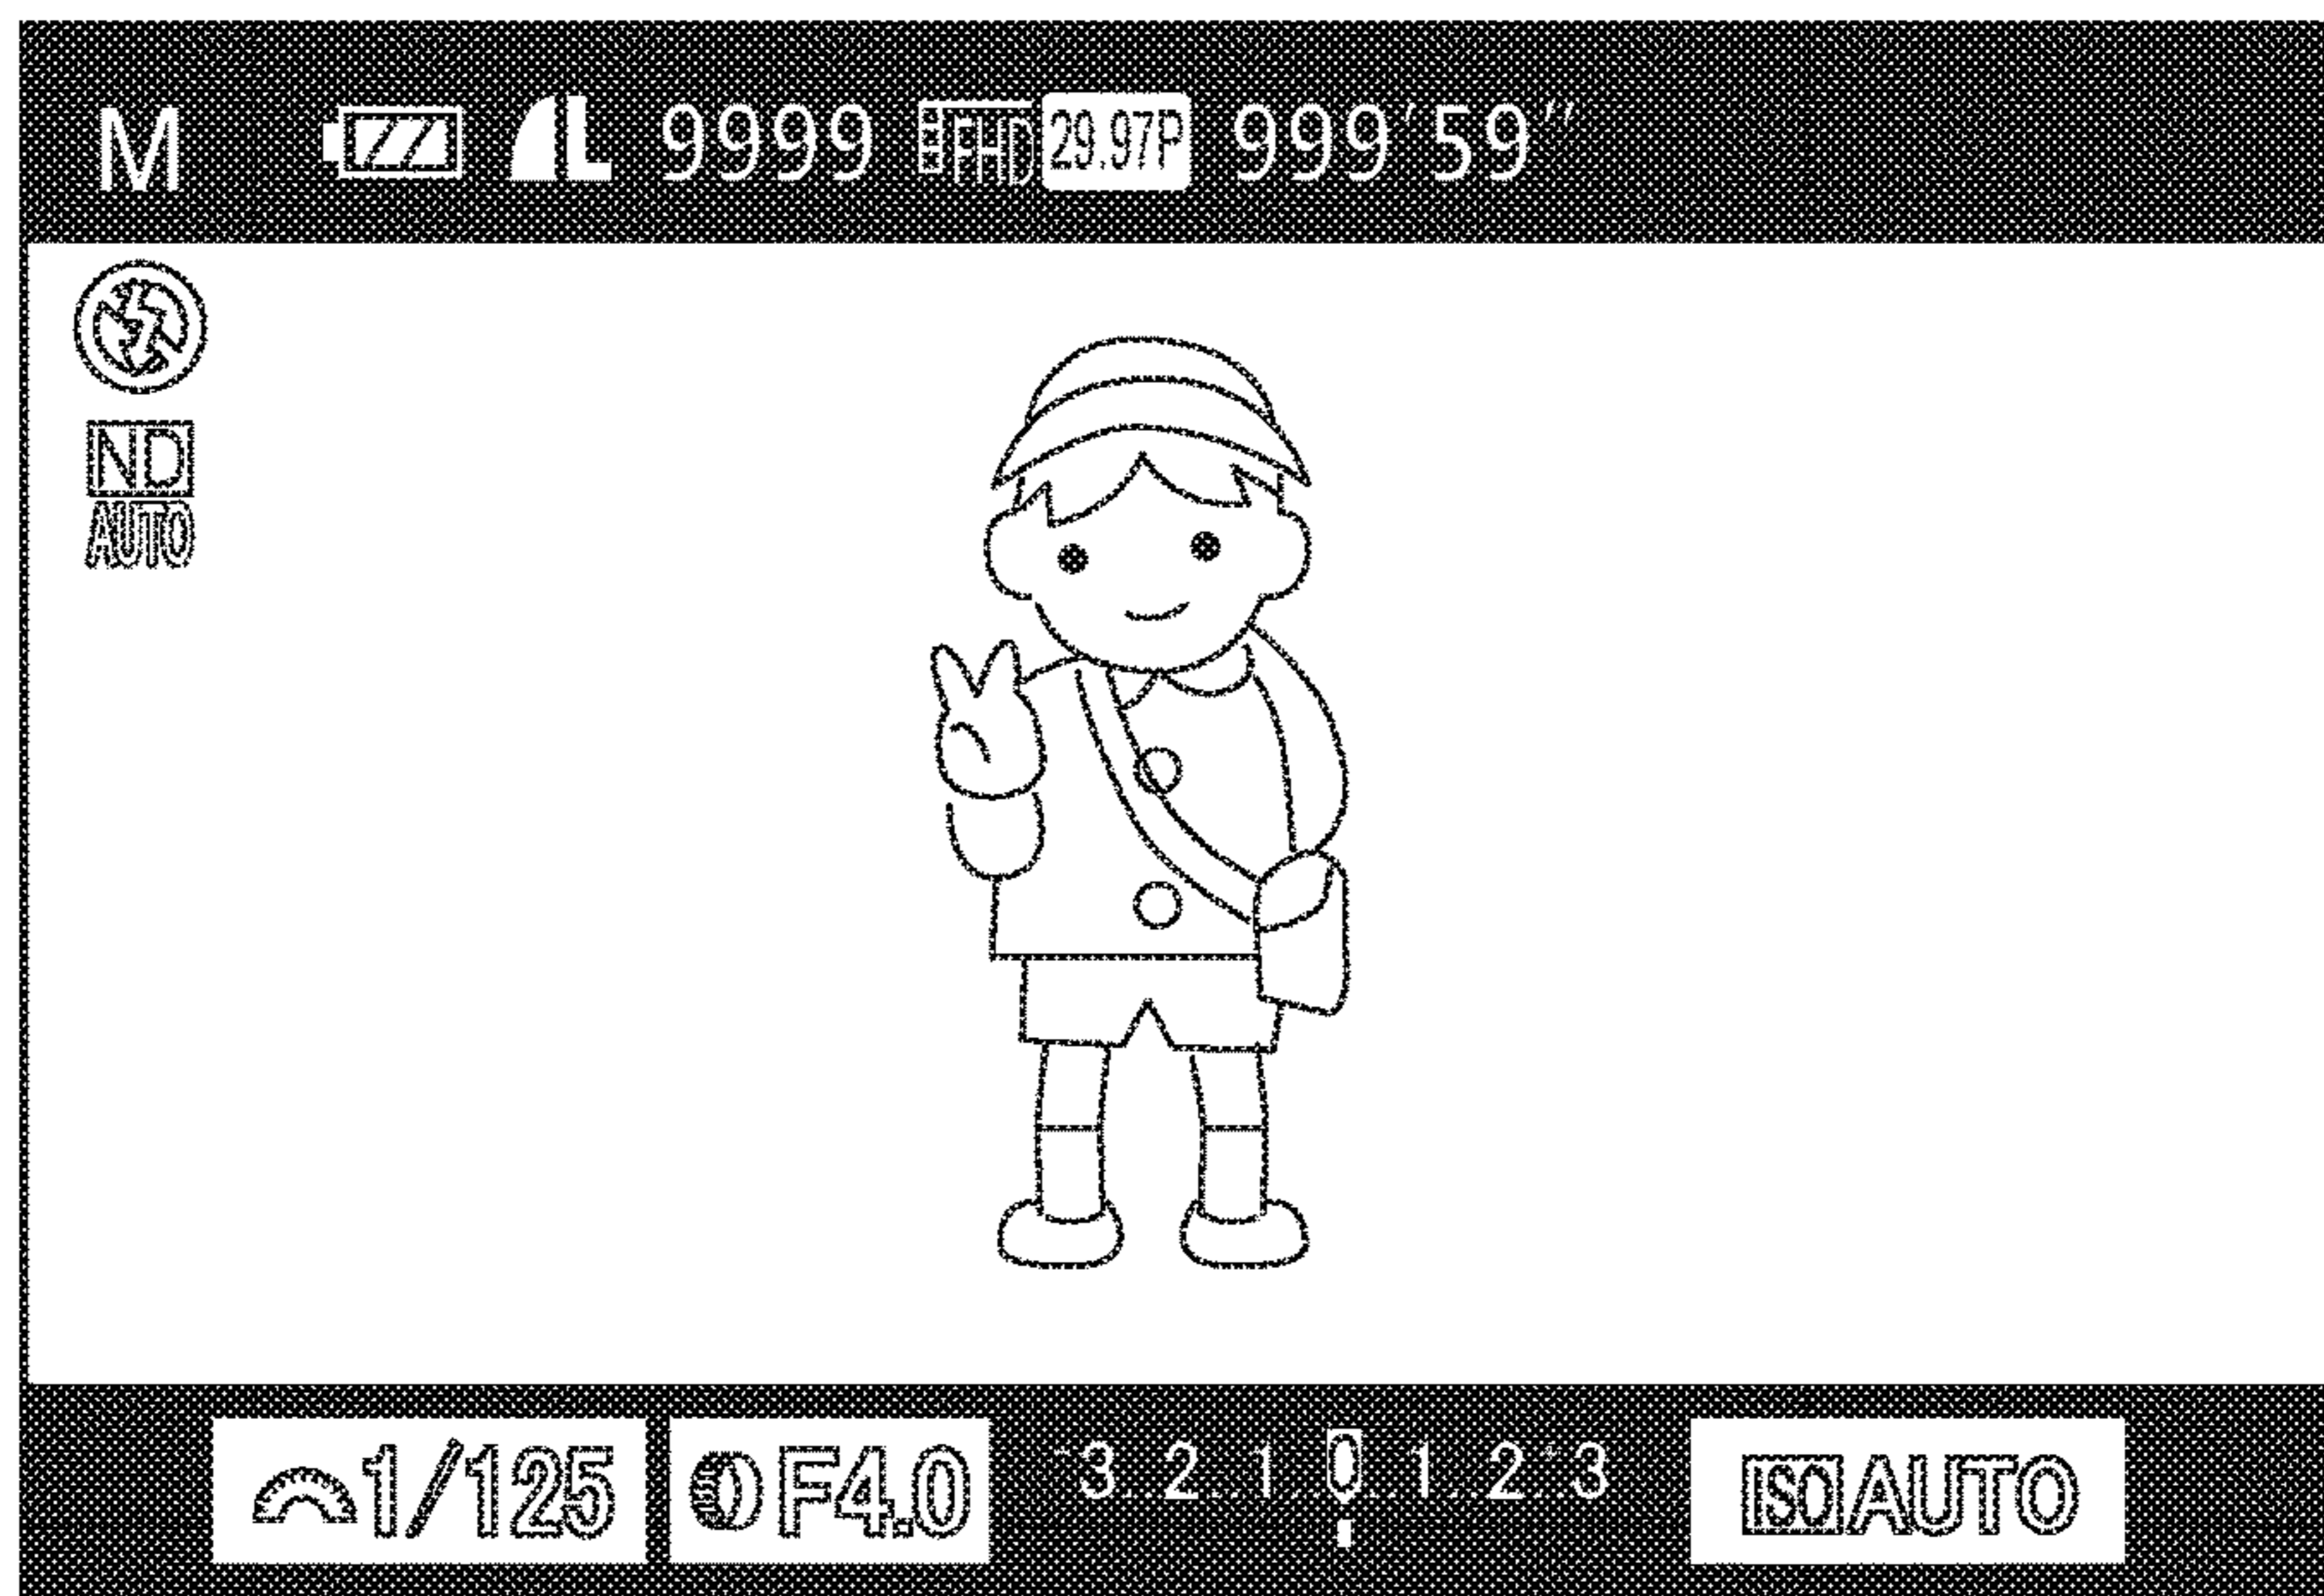 M L 9999 FHD 29.97P 999'59''
ND
AUTO
1/125 F4.0 -3..2..1..0..1..2..+3 ISO AUTO